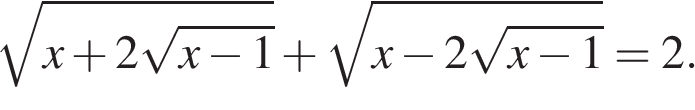 √(x + 2√(x − 1)) + √(x − 2√(x − 1)) = 2.